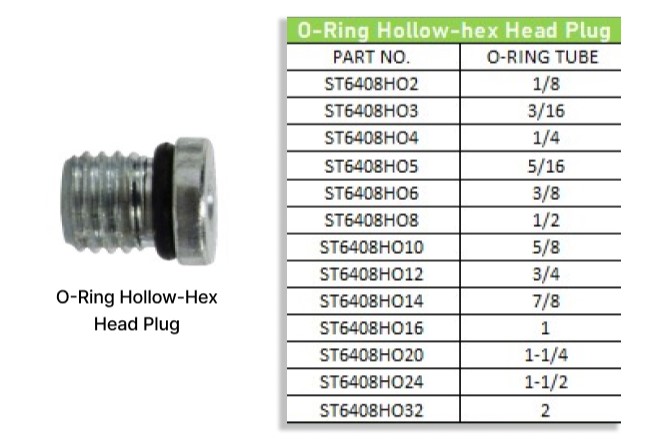 O-Ring Hollow-Hex
Head Plug
O-Ring Hollow-hex Head Plug
PART NO. O-RING TUBE
ST6408HO2 1/8
ST6408HO3 3/16
ST6408HO4 1/4
ST6408HO5 5/16
ST6408HO6 3/8
ST6408HO8 1/2
ST6408HO10 5/8
ST6408HO12 3/4
ST6408HO14 7/8
ST6408HO16 1
ST6408HO20 1-1/4
ST6408HO24 1-1/2
ST6408HO32 2